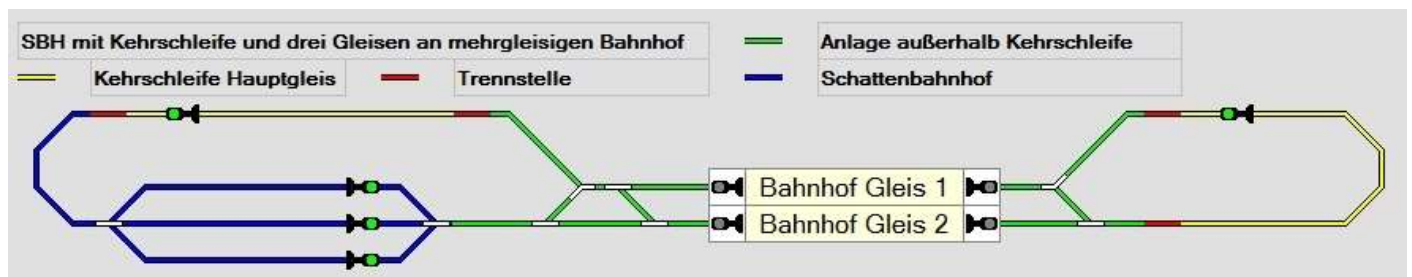 SBH mit Kehrschleife und drei Gleisen an mehrgleisigen Bahnhof
Anlage außerhalb Kehrschleife
Kehrschleife Hauptgleis
Trennstelle
Schattenbahnhof
Bahnhof Gleis 1
Bahnhof Gleis 2